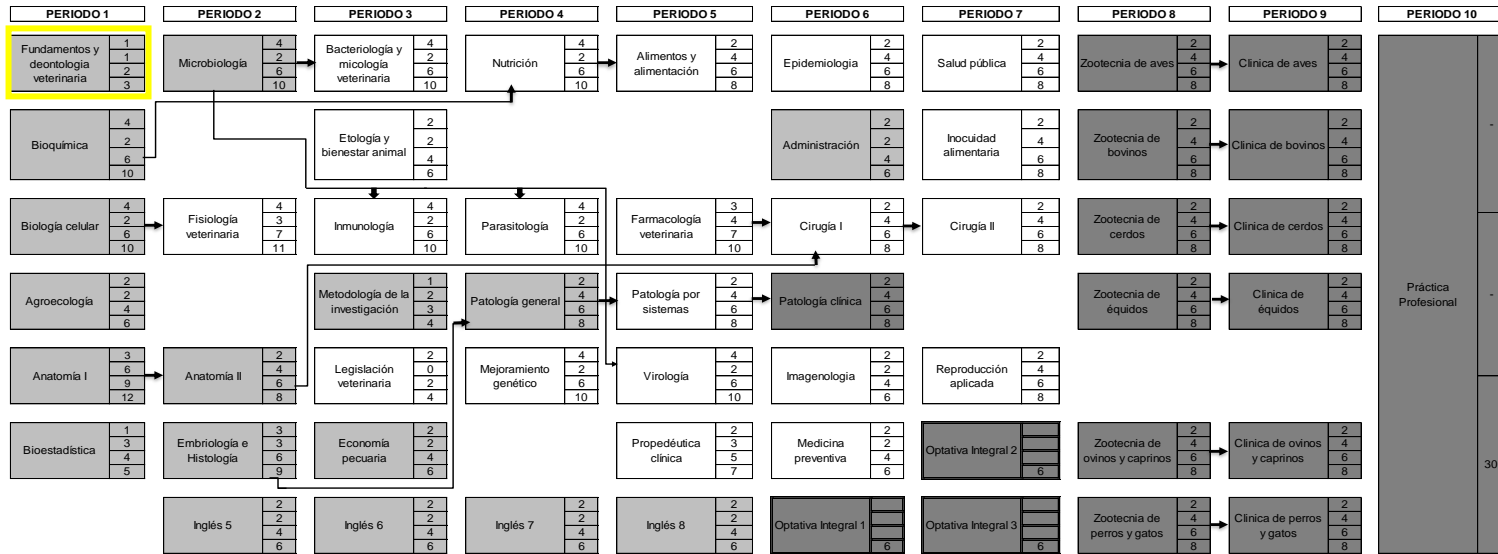 PERIODO 1 PERIODO 2 PERIODO 3 PERIODO 4 PERIODO 5 PERIODO 6 PERIODO 7 PERIODO 8 PERIODO 9 PERIODO 10
Fundamentos y deontologia veterinaria 1 1 2 3
Microbiología 4 2 6 10
Bacteriología y micología veterinaria 4 2 6 10
Nutrición 4 2 6 10
Alimentos y alimentación 2 4 6 8
Epidemiologia 2 4 6 8
Salud pública 2 4 6 8
Zootecnia de aves 2 4 6 8
Clinica de aves 2 4 6 8
Bioquímica 4 2 6 10
Etología y bienestar animal 2 2 4 6
Administración 2 2 4 6
Inocuidad alimentaria 2 4 6 8
Zootecnia de bovinos 2 4 6 8
Clinica de bovinos 2 4 6 8
-
Biología celular 4 2 6 10
Fisiología veterinaria 4 3 7 11
Inmunología 4 2 6 10
Parasitología 4 2 6 10
Farmacología veterinaria 3 4 7 10
Cirugía I 2 4 6 8
Cirugía II 2 4 6 8
Zootecnia de cerdos 2 4 6 8
Clinica de cerdos 2 4 6 8
Agroecología 2 2 4 6
Metodología de la investigación 1 2 3 4
Patología general 2 4 6 8
Patología por sistemas 2 4 6 8
Patología clínica 2 4 6 8
Zootecnia de équidos 2 4 6 8
Clinica de équidos 2 4 6 8
Práctica Profesional
-
Anatomía I 3 6 9 12
Anatomía II 2 4 6 8
Legislación veterinaria 2 0 2 4
Mejoramiento genético 4 2 6 10
Virología 4 2 6 10
Imagenologia 2 2 4 6
Reproducción aplicada 2 4 6 8
Bioestadística 1 3 4 5
Embriología e Histología 3 3 6 9
Economía pecuaria 2 2 4 6
Propedéutica clínica 2 3 5 7
Medicina preventiva 2 2 4 6
Optativa Integral 2 6
Zootecnia de ovinos y caprinos 2 4 6 8
Clinica de ovinos y caprinos 2 4 6 8
30
Inglés 5 2 2 4 6
Inglés 6 2 2 4 6
Inglés 7 2 2 4 6
Inglés 8 2 2 4 6
Optativa Integral 1 6
Optativa Integral 3 6
Zootecnia de perros y gatos 2 4 6 8
Clinica de perros y gatos 2 4 6 8